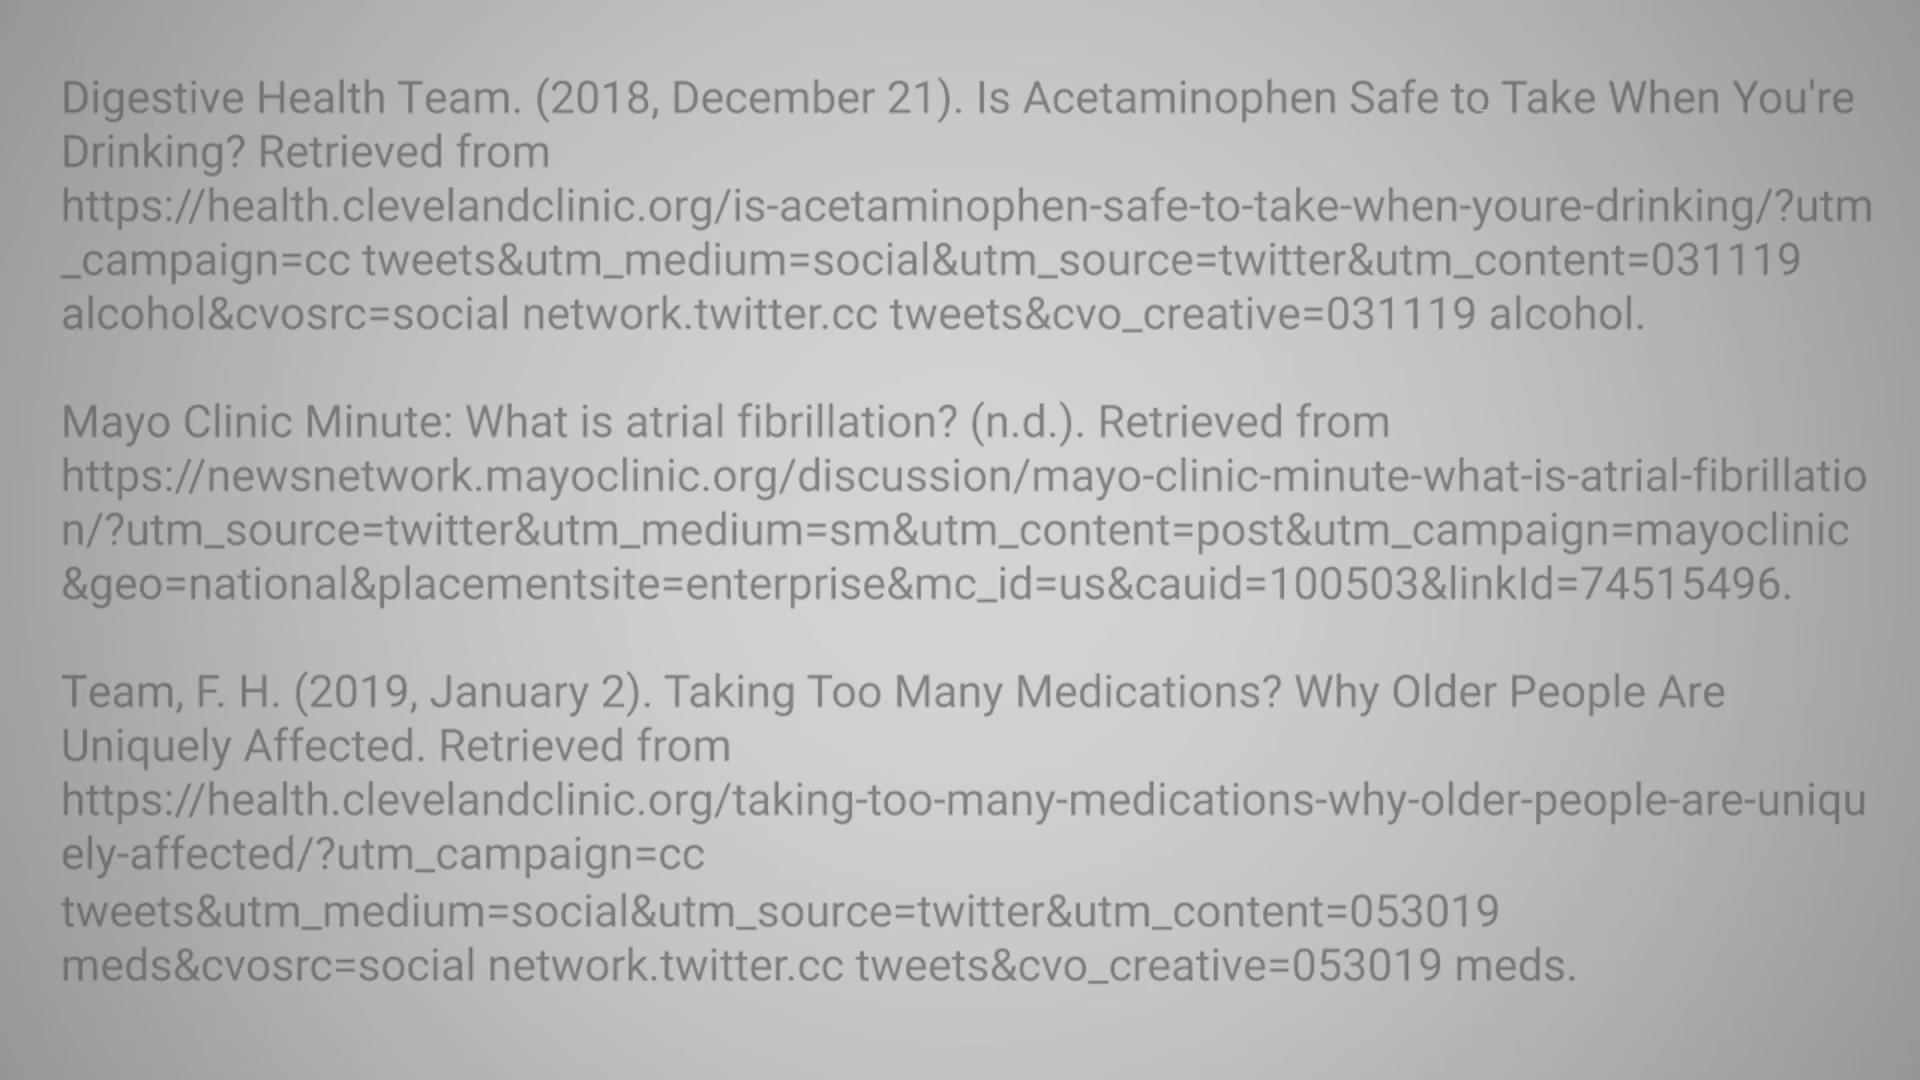 Digestive Health Team. (2018, December 21). Is Acetaminophen Safe to Take When You're
Drinking? Retrieved from
https://health.clevelandclinic.org/is-acetaminophen-safe-to-take-when-youre-drinking/?utm
_campaign=cc tweets&utm_medium=social&utm_source=twitter&utm_content=031119
alcohol&cvosrc=social network.twitter.cc tweets&cvo_creative=031119 alcohol.
Mayo Clinic Minute: What is atrial fibrillation? (n.d.). Retrieved from
https://newsnetwork.mayoclinic.org/discussion/mayo-clinic-minute-what-is-atrial-fibrillatio
n/?utm_source=twitter&utm_medium=sm&utm_content=post&utm_campaign=mayoclinic
&geo=national&placementsite=enterprise&mc_id=us&cauid=100503&linkId=74515496.
Team, F. H. (2019, January 2). Taking Too Many Medications? Why Older People Are
Uniquely Affected. Retrieved from
https://health.clevelandclinic.org/taking-too-many-medications-why-older-people-are-uniqu
ely-affected/?utm_campaign=cc
tweets&utm_medium=social&utm_source=twitter&utm_content=053019
meds&cvosrc=social network.twitter.cc tweets&cvo_creative=053019 meds.